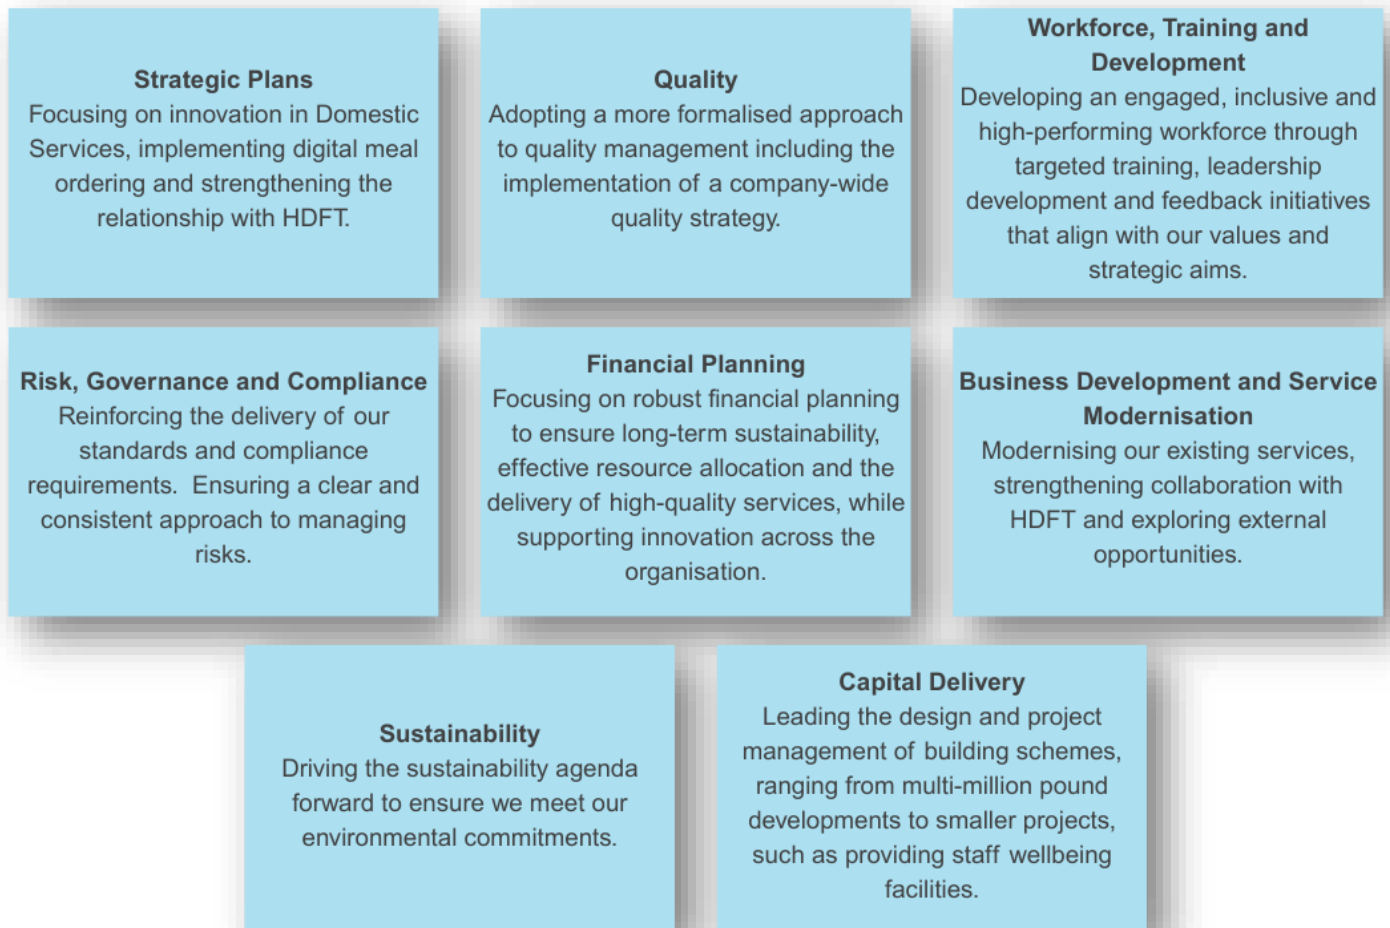 Strategic Plans
Focusing on innovation in Domestic
Services, implementing digital meal
ordering and strengthening the
relationship with HDFT.
Quality
Adopting a more formalised approach
to quality management including the
implementation of a company-wide
quality strategy.
Workforce, Training and
Development
Developing an engaged, inclusive and
high-performing workforce through
targeted training, leadership
development and feedback initiatives
that align with our values and
strategic aims.
Risk, Governance and Compliance
Reinforcing the delivery of our
standards and compliance
requirements.  Ensuring a clear and
consistent approach to managing
risks.
Financial Planning
Focusing on robust financial planning
to ensure long-term sustainability,
effective resource allocation and the
delivery of high-quality services, while
supporting innovation across the
organisation.
Business Development and Service
Modernisation
Modernising our existing services,
strengthening collaboration with
HDFT and exploring external
opportunities.
Sustainability
Driving the sustainability agenda
forward to ensure we meet our
environmental commitments.
Capital Delivery
Leading the design and project
management of building schemes,
ranging from multi-million pound
developments to smaller projects,
such as providing staff wellbeing
facilities.